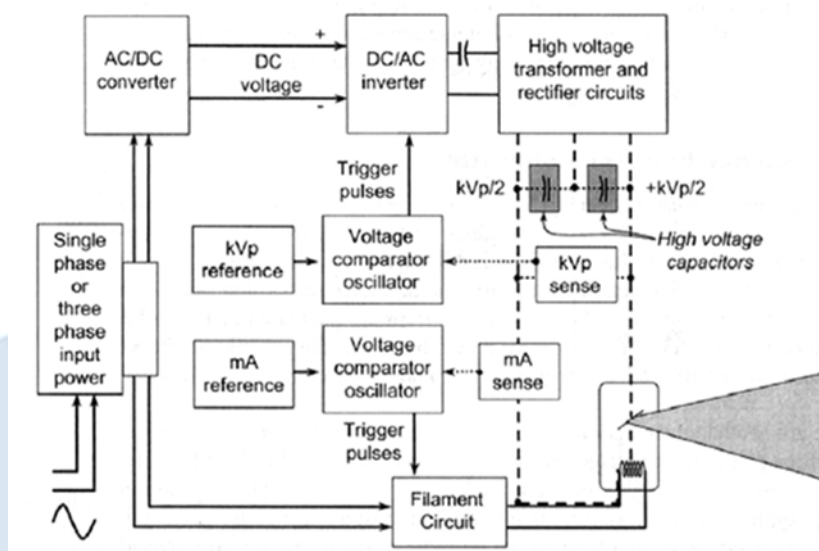 AC/DC
converter
+
DC
voltage
-
DC/AC
inverter
High voltage
transformer and
rectifier circuits
Trigger
pulses
kVp/2
+kVp/2
High voltage
capacitors
Single
phase
or
three
phase
input
power
kVp
reference
Voltage
comparator
oscillator
kVp
sense
mA
reference
Voltage
comparator
oscillator
mA
sense
Trigger
pulses
Filament
Circuit